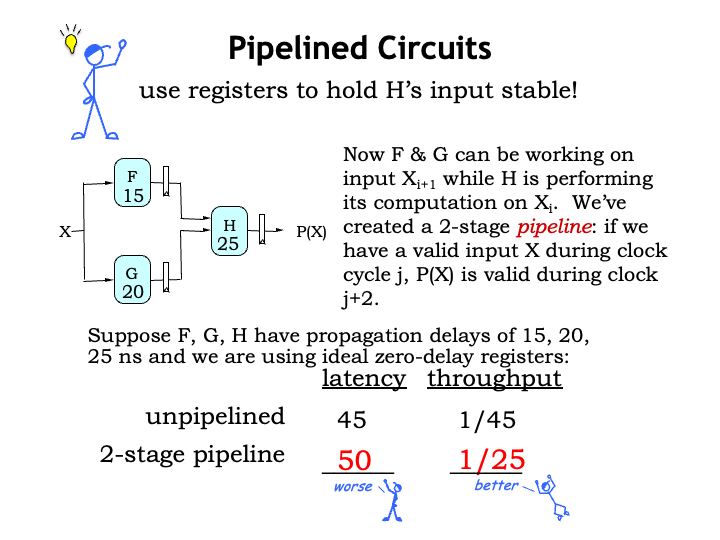 Pipelined Circuits
use registers to hold H's input stable!
F
15
X
G
20
H
25
P(X)
Now F & G can be working on
input Xi+1 while H is performing
its computation on Xi.  We've
created a 2-stage pipeline: if we
have a valid input X during clock
cycle j, P(X) is valid during clock
j+2.
Suppose F, G, H have propagation delays of 15, 20,
25 ns and we are using ideal zero-delay registers:
latency throughput
unpipelined 45 1/45
2-stage pipeline 50 1/25
worse better